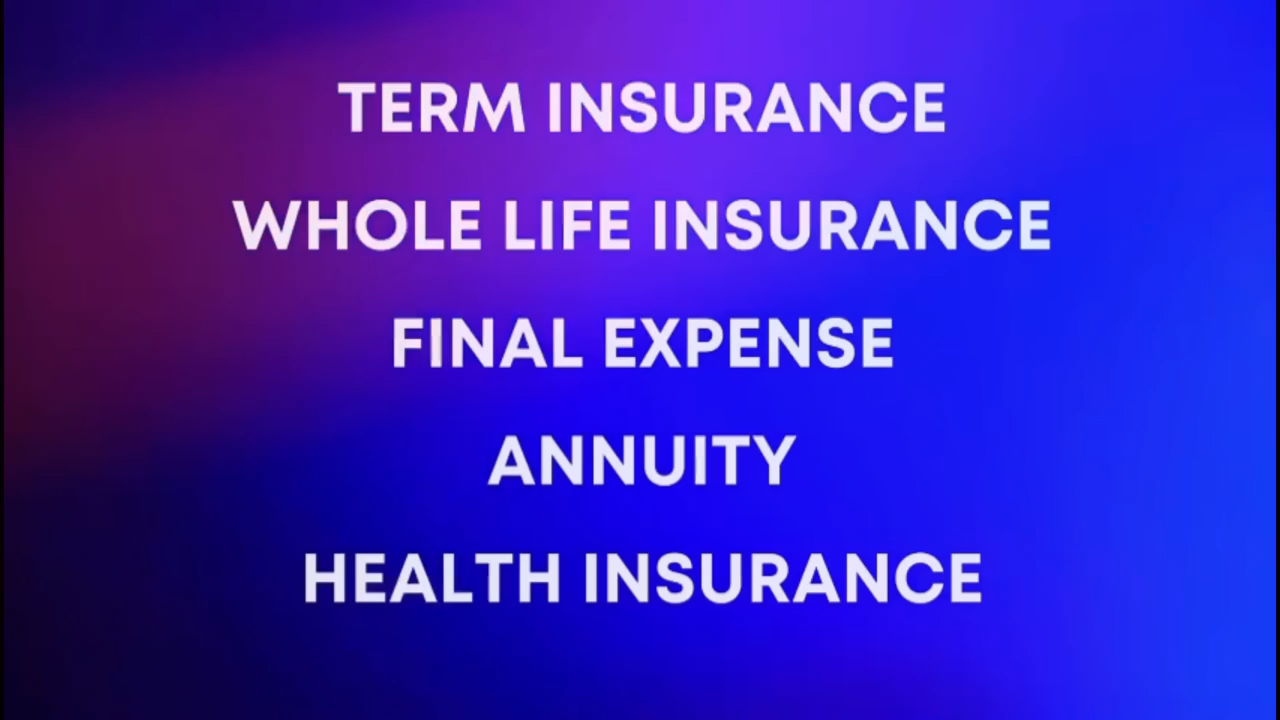 TERM INSURANCE
WHOLE LIFE INSURANCE
FINAL EXPENSE
ANNUITY
HEALTH INSURANCE